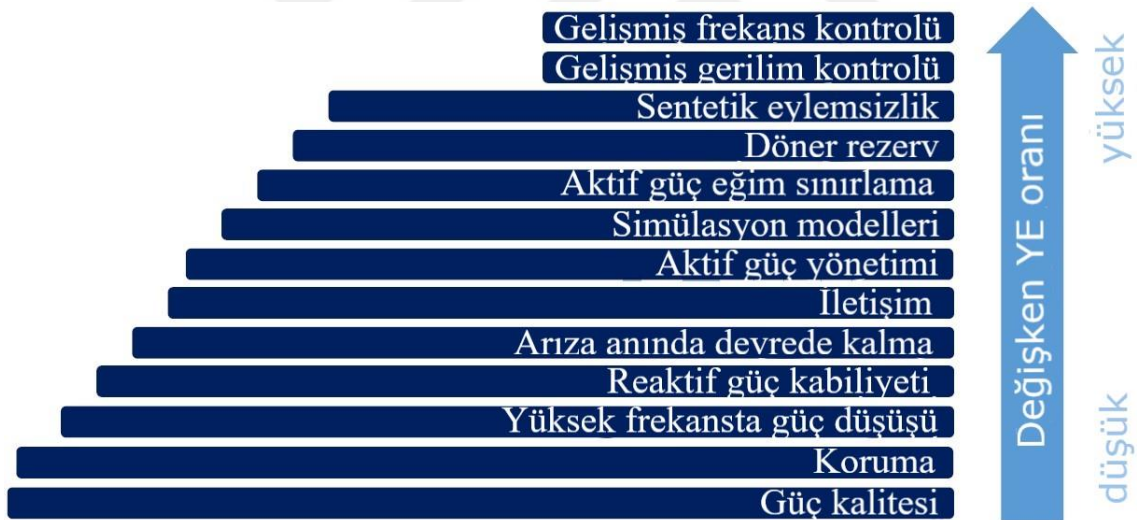 Gelişmiş frekans kontrolü
Gelişmiş gerilim kontrolü
Sentetik eylemsizlik
Döner rezerv
Aktif güç eğim sınırlama
Simülasyon modelleri
Aktif güç yönetimi
İletişim
Arıza anında devrede kalma
Reaktif güç kabiliyeti
Yüksek frekansta güç düşüşü
Koruma
Güç kalitesi
Değişken YE oranı
yüksek
düşük